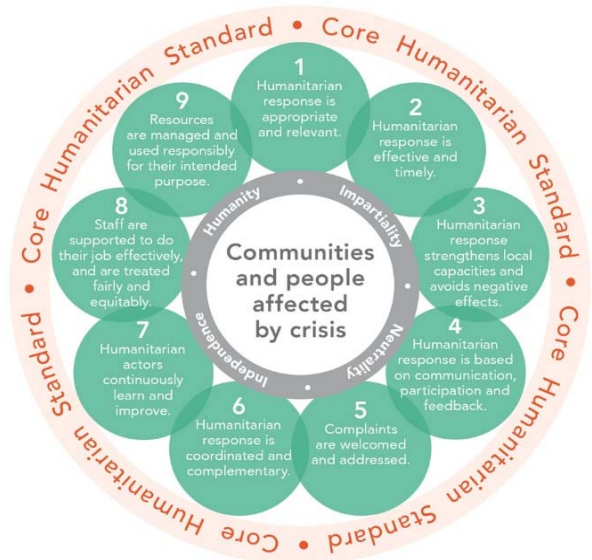 Core Humanitarian Standard • Core Humanitarian Standard • Core Humanitarian Standard • Core Humanitarian Standard •
1
Humanitarian
response is
appropriate
and relevant.
2
Humanitarian
response is
effective and
timely.
3
Humanitarian
response
strengthens local
capacities and
avoids negative
effects.
4
Humanitarian
response is based
on communication,
participation and
feedback.
5
Complaints
are welcomed
and addressed.
6
Humanitarian
response is
coordinated and
complementary.
7
Humanitarian
actors
continuously
learn and
improve.
8
Staff are
supported to do
their job effectively,
and are treated
fairly and
equitably.
9
Resources
are managed and
used responsibly
for their intended
purpose.
Humanity • Impartiality • Neutrality • Independence •
Communities
and people
affected
by crisis